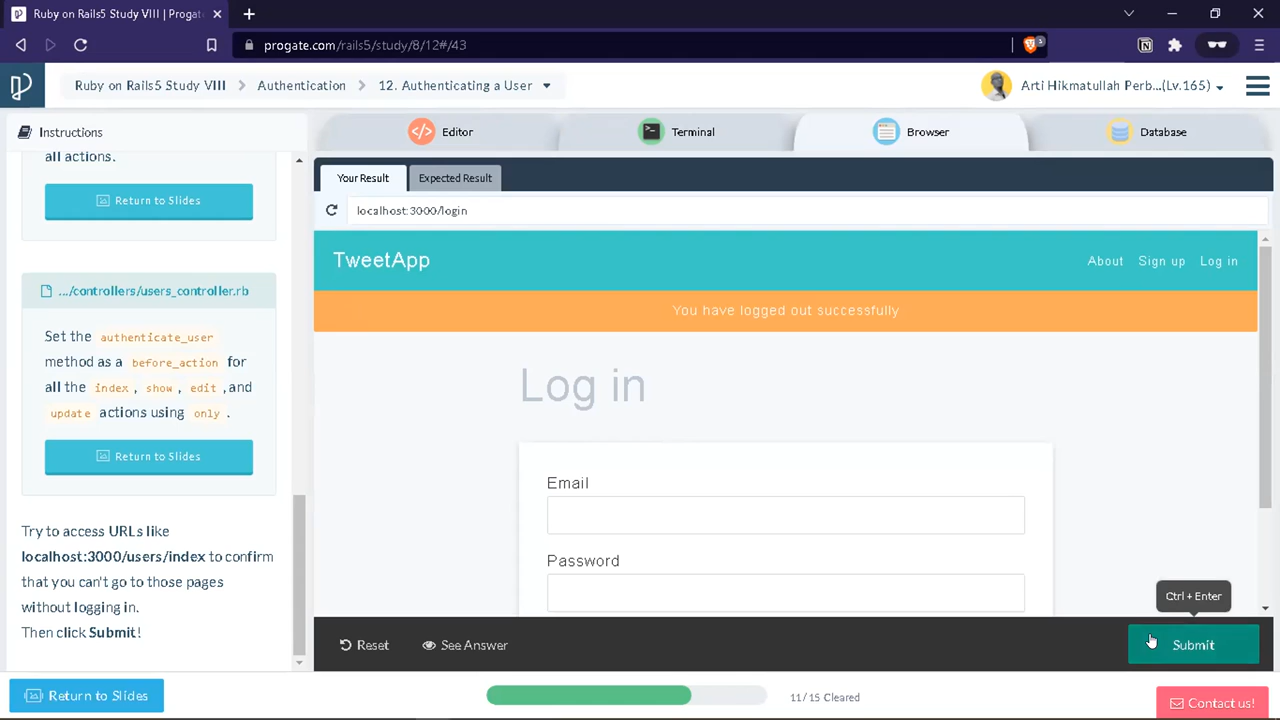 Ruby on Rails5 Study VIII | Progate
progate.com/rails5/study/8/12#/43
3
Ruby on Rails5 Study VIII
Authentication
12. Authenticating a User
Arti Hikmatullah Perb...(Lv.165)
Instructions
Editor
Terminal
Browser
Database
all actions.
Return to Slides
.../controllers/users_controller.rb
Set the authenticate_user
method as a before_action for
all the index , show , edit , and
update actions using only .
Return to Slides
Try to access URLs like
localhost:3000/users/index to confirm
that you can't go to those pages
without logging in.
Then click Submit!
Your Result
Expected Result
localhost:3000/login
TweetApp
About
Sign up
Log in
You have logged out successfully
Log in
Email
Password
Ctrl + Enter
Reset
See Answer
Submit
Return to Slides
11/15 Cleared
Contact us!